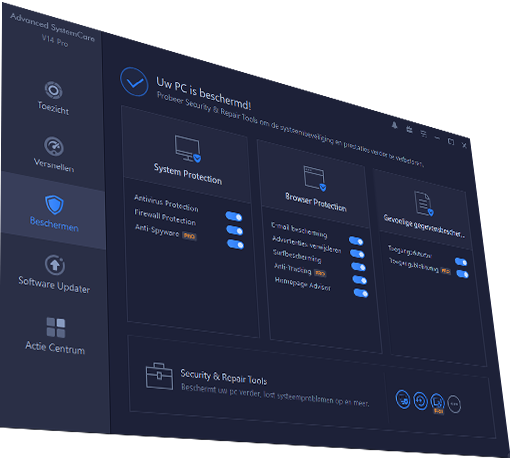 Advanced SystemCare
V14 Pro
Toezicht
Versnellen
Beschermen
Software Updater
Actie Centrum
Uw PC is beschermd!
Probeer Security & Repair Tools om de systeembeveiliging en prestaties verder te verbeteren.
System Protection
Antivirus Protection
Firewall Protection
Anti-Spyware PRO
Browser Protection
E-mail bescherming
Advertenties verwijderen
Surfbescherming
Anti-Tracking PRO
Homepage Advisor
Gevoelige gegevensbescher...
PRO
Security & Repair Tools
Beschermt uw pc verder, lost systeemproblemen op en meer.